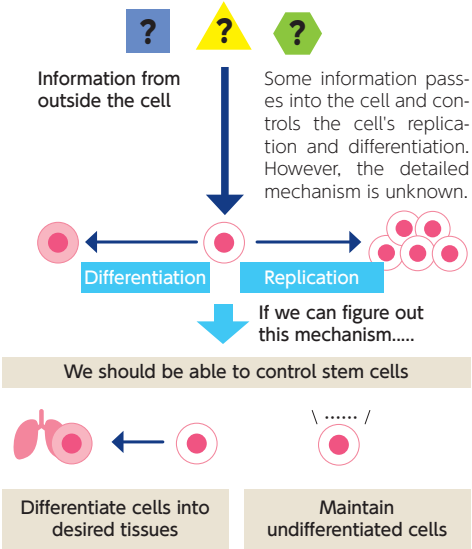 ? ? ?
Information from
outside the cell
Some information pass-
es into the cell and con-
trols the cell's replica-
tion and differentiation.
However, the detailed
mechanism is unknown.
Differentiation
Replication
If we can figure out
this mechanism.....
We should be able to control stem cells
\ ...... /
Differentiate cells into
desired tissues
Maintain
undifferentiated cells